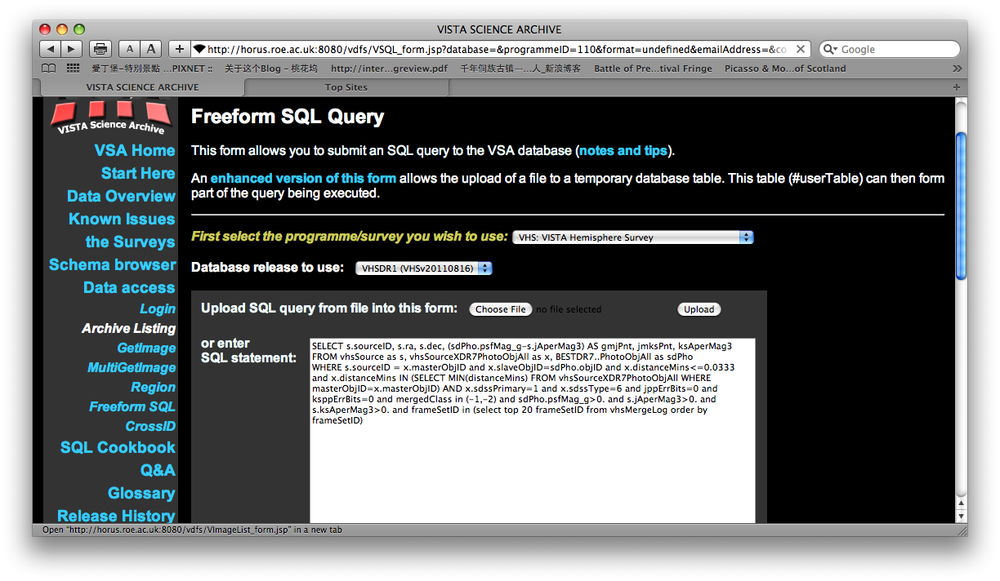 VISTA SCIENCE ARCHIVE
A A + http://horus.roe.ac.uk:8080/vdfs/VSQL_form.jsp?database=&programmeID=110&format=undefined&emailAddress=&co Google
愛丁堡-特別景點 ...PIXNET :: 关于这个Blog - 桃花坞 http://inter...greview.pdf 千年侗族古镇—...人_新浪博客 Battle of Pre...tival Fringe Picasso & Mo...of Scotland >>
VISTA SCIENCE ARCHIVE Top Sites +
VISTA Science Archive
VSA Home
Start Here
Data Overview
Known Issues
the Surveys
Schema browser
Data access
Login
Archive Listing
GetImage
MultiGetImage
Region
Freeform SQL
CrossID
SQL Cookbook
Q&A
Glossary
Release History
Freeform SQL Query
This form allows you to submit an SQL query to the VSA database (notes and tips).
An enhanced version of this form allows the upload of a file to a temporary database table. This table (#userTable) can then form
part of the query being executed.
First select the programme/survey you wish to use: VHS: VISTA Hemisphere Survey
Database release to use: VHSDR1 (VHSv20110816)
Upload SQL query from file into this form: Choose File no file selected Upload
or enter
SQL statement:
SELECT s.sourceID, s.ra, s.dec, (sdPho.psfMag_g-s.jAperMag3) AS gmjPnt, jmksPnt, ksAperMag3
FROM vhsSource as s, vhsSourceXDR7PhotoObjAll as x, BESTDR7..PhotoObjAll as sdPho
WHERE s.sourceID = x.masterObjID and x.slaveObjID=sdPho.objID and x.distanceMins<=0.0333
and x.distanceMins IN (SELECT MIN(distanceMins) FROM vhsSourceXDR7PhotoObjAll WHERE
masterObjID=x.masterObjID) AND x.sdssPrimary=1 and x.sdssType=6 and jppErrBits=0 and
ksppErrBits=0 and mergedClass in (-1,-2) and sdPho.psfMag_g>0. and s.jAperMag3>0. and
s.ksAperMag3>0. and frameSetID in (select top 20 frameSetID from vhsMergeLog order by
frameSetID)
Open "http://horus.roe.ac.uk:8080/vdfs/VImageList_form.jsp" in a new tab